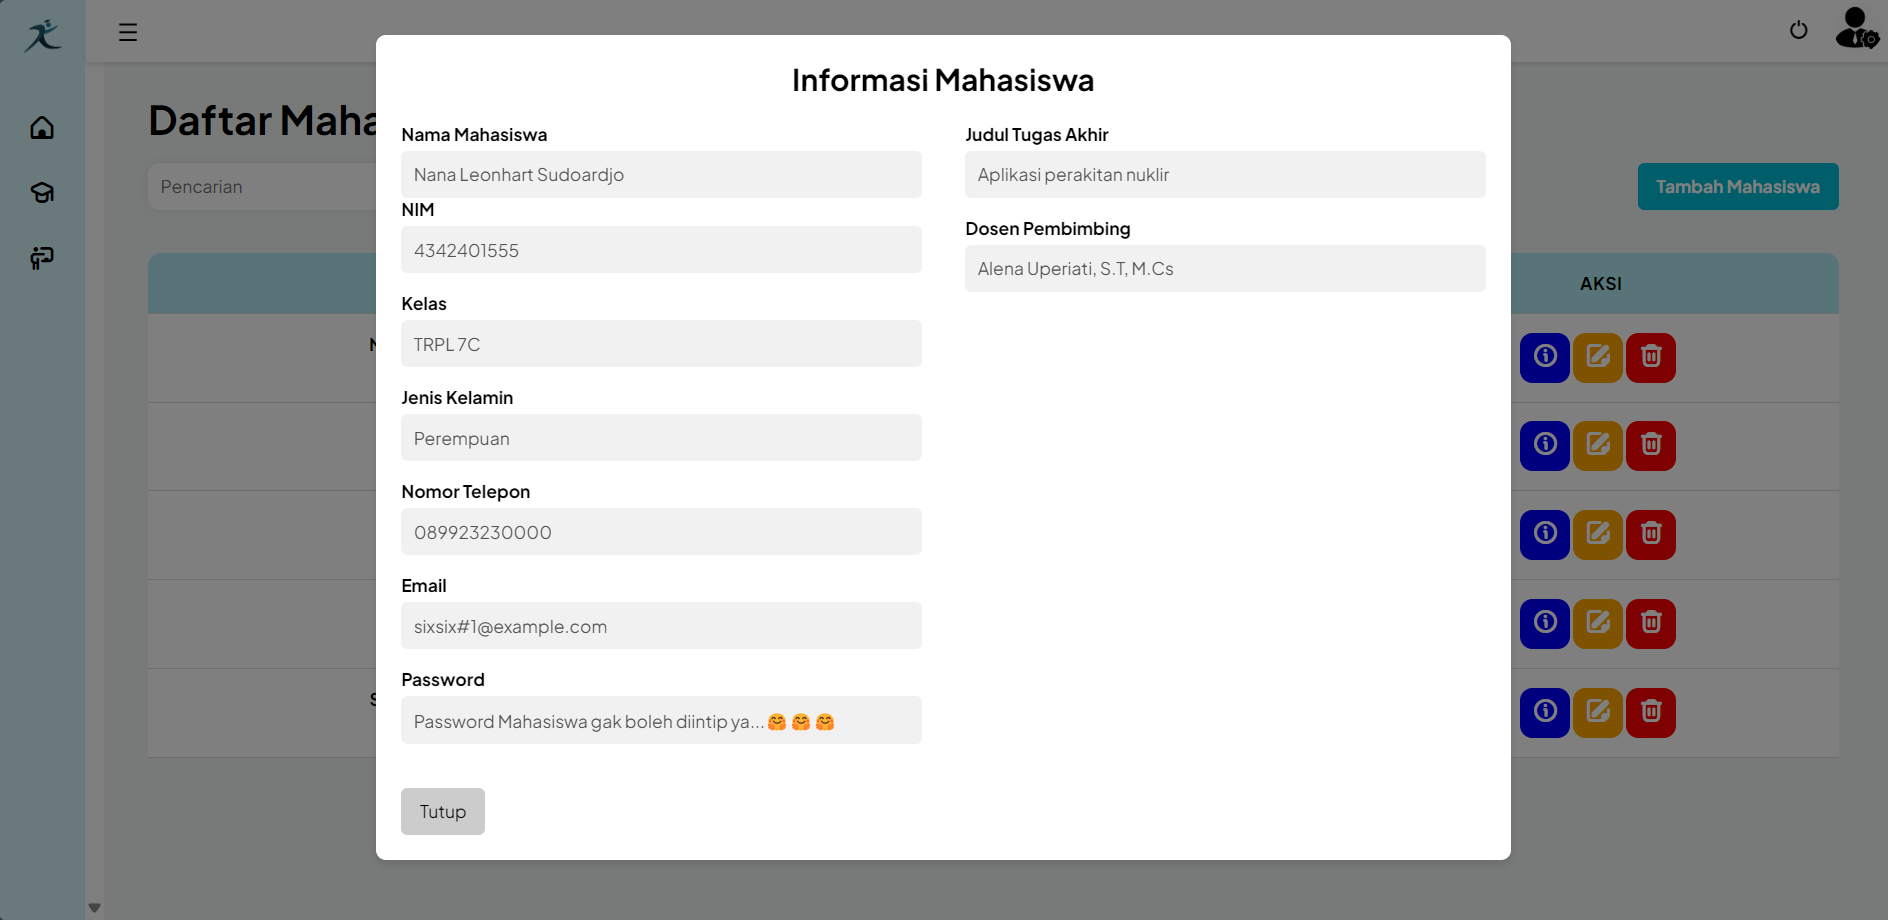 Informasi Mahasiswa
Daftar Maha
Pencarian
Tambah Mahasiswa
AKSI
Nama Mahasiswa
Nana Leonhart Sudoardjo
NIM
4342401555
Kelas
TRPL 7C
Jenis Kelamin
Perempuan
Nomor Telepon
089923230000
Email
sixsix#1@example.com
Password
Password Mahasiswa gak boleh diintip ya...🤗 🤗 🤗
Judul Tugas Akhir
Aplikasi perakitan nuklir
Dosen Pembimbing
Alena Uperiati, S.T, M.Cs
Tutup